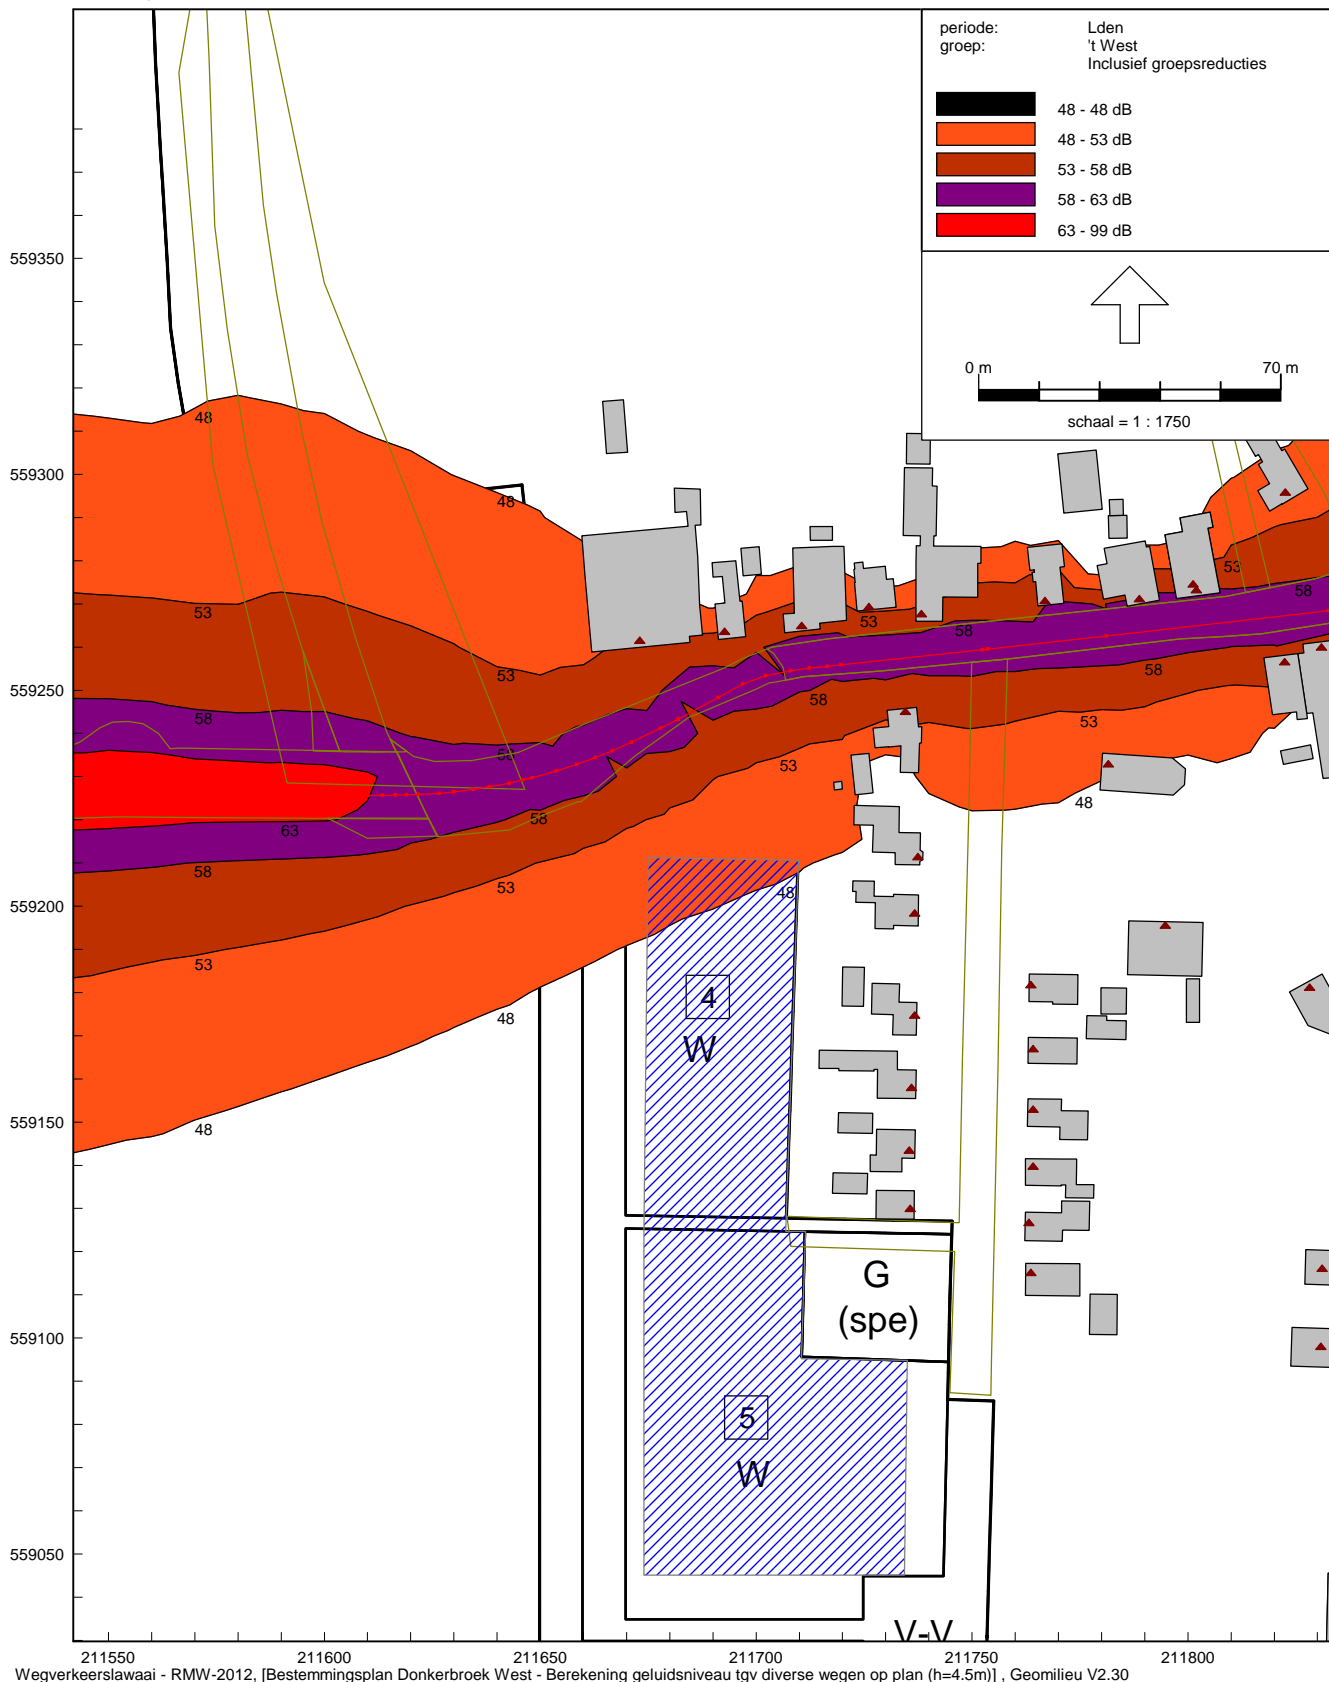 periode: Lden
groep: 't West
Inclusief groepsreducties
48 - 48 dB
48 - 53 dB
53 - 58 dB
58 - 63 dB
63 - 99 dB
0 m 70 m
schaal = 1 : 1750
559350
559300
559250
559200
559150
559100
559050
48
48
53
53
53
53
58
58
58
58
58
58
53
53
63
58
58
48
53
53
48
48
48
48
4
W
G
(spe)
5
W
V-V
211550 211600 211650 211700 211750 211800
Wegverkeerslawaai - RMW-2012, [Bestemmingsplan Donkerbroek West - Berekening geluidsniveau tgv diverse wegen op plan (h=4.5m)] , Geomilieu V2.30